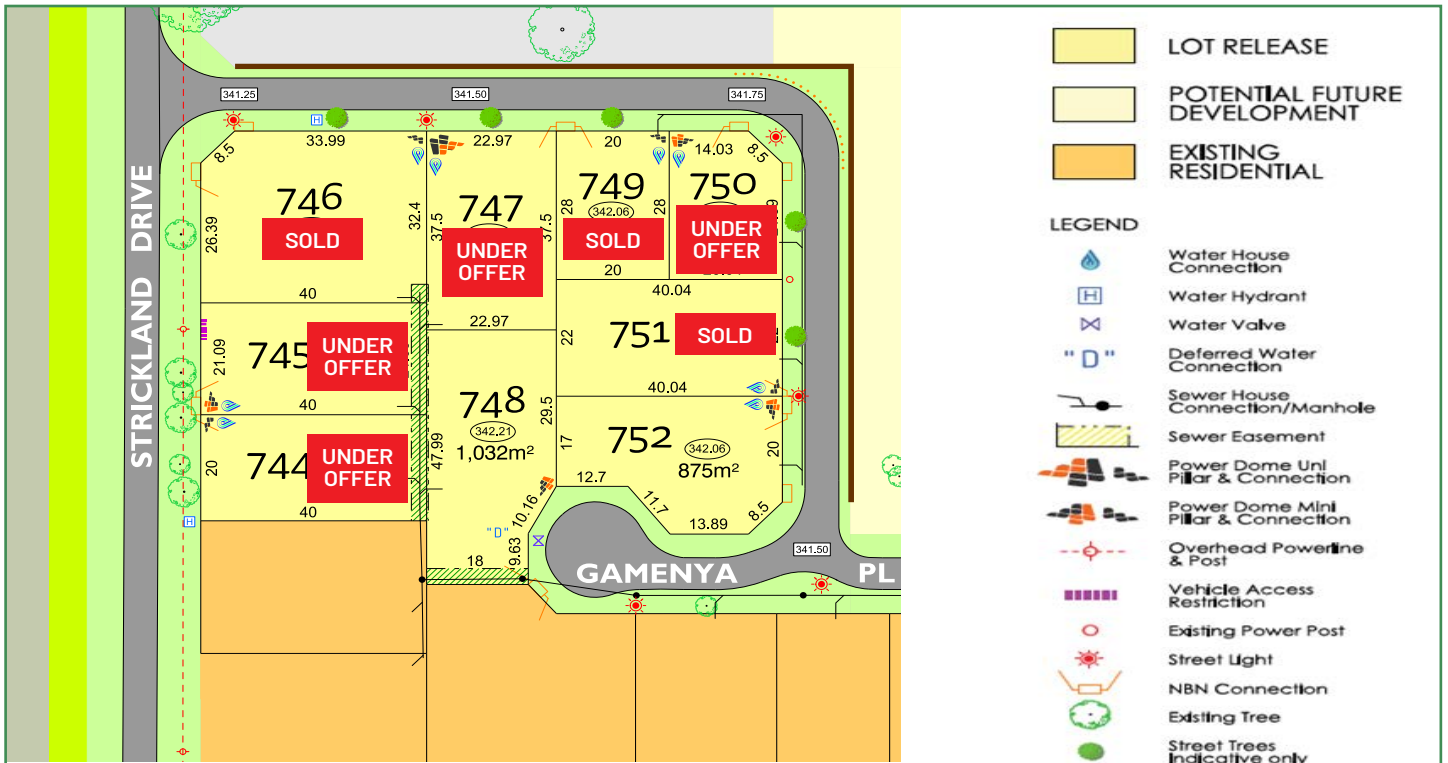 341.25
341.50
341.75
33.99
22.97
20
14.03
8.5
8.5
746
SOLD
26.39
32.4
40
747
UNDER
OFFER
37.5
37.5
22.97
749
342.06
SOLD
28
28
20
750
UNDER
OFFER
40.04
751
SOLD
22
40.04
745
UNDER
OFFER
21.09
40
744
UNDER
OFFER
20
40
748
342.21
1,032m²
47.99
29.5
10.16
9.63
18
"D"
752
342.06
875m²
17
20
12.7
11.7
13.89
8.5
341.50
STRICKLAND DRIVE
GAMENYA PL
LOT RELEASE
POTENTIAL FUTURE
DEVELOPMENT
EXISTING
RESIDENTIAL
LEGEND
Water House
Connection
H
Water Hydrant
Water Valve
"D"
Deferred Water
Connection
Sewer House
Connection/Manhole
Sewer Easement
Power Dome Uni
Pillar & Connection
Power Dome Mini
Pillar & Connection
Overhead Powerline
& Post
Vehicle Access
Restriction
Existing Power Post
Street Light
NBN Connection
Existing Tree
Street Trees
Indicative only